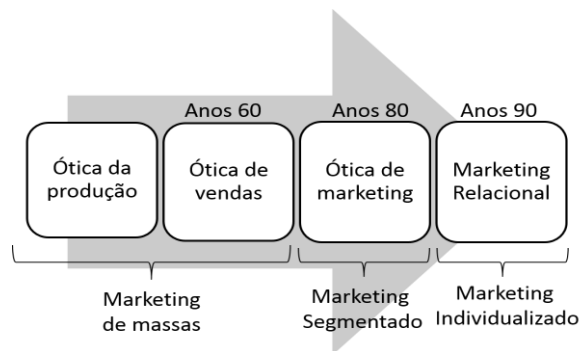 Anos 60
Anos 80
Anos 90
Ótica da
produção
Ótica de
vendas
Ótica de
marketing
Marketing
Relacional
Marketing
de massas
Marketing
Segmentado
Marketing
Individualizado